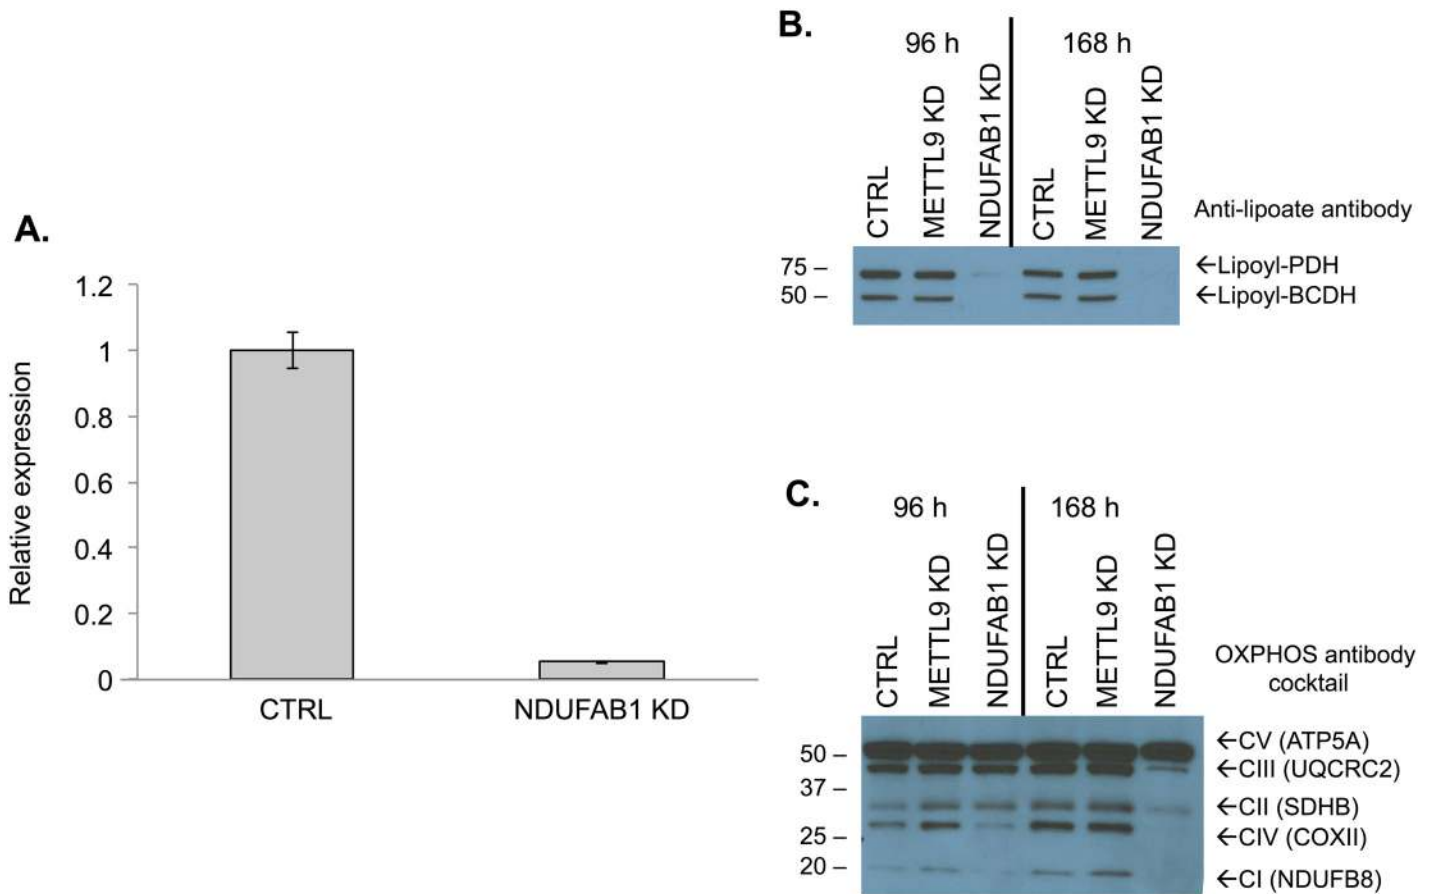 A.
Relative expression
1.2
1
0.8
0.6
0.4
0.2
0
CTRL
NDUFAB1 KD
B.
96 h
168 h
CTRL
METTL9 KD
NDUFAB1 KD
CTRL
METTL9 KD
NDUFAB1 KD
Anti-lipoate antibody
75 –
50 –
←Lipoyl-PDH
←Lipoyl-BCDH
C.
96 h
168 h
CTRL
METTL9 KD
NDUFAB1 KD
CTRL
METTL9 KD
NDUFAB1 KD
OXPHOS antibody
cocktail
50 –
37 –
25 –
20 –
←CV (ATP5A)
←CIII (UQCRC2)
←CII (SDHB)
←CIV (COXII)
←CI (NDUFB8)